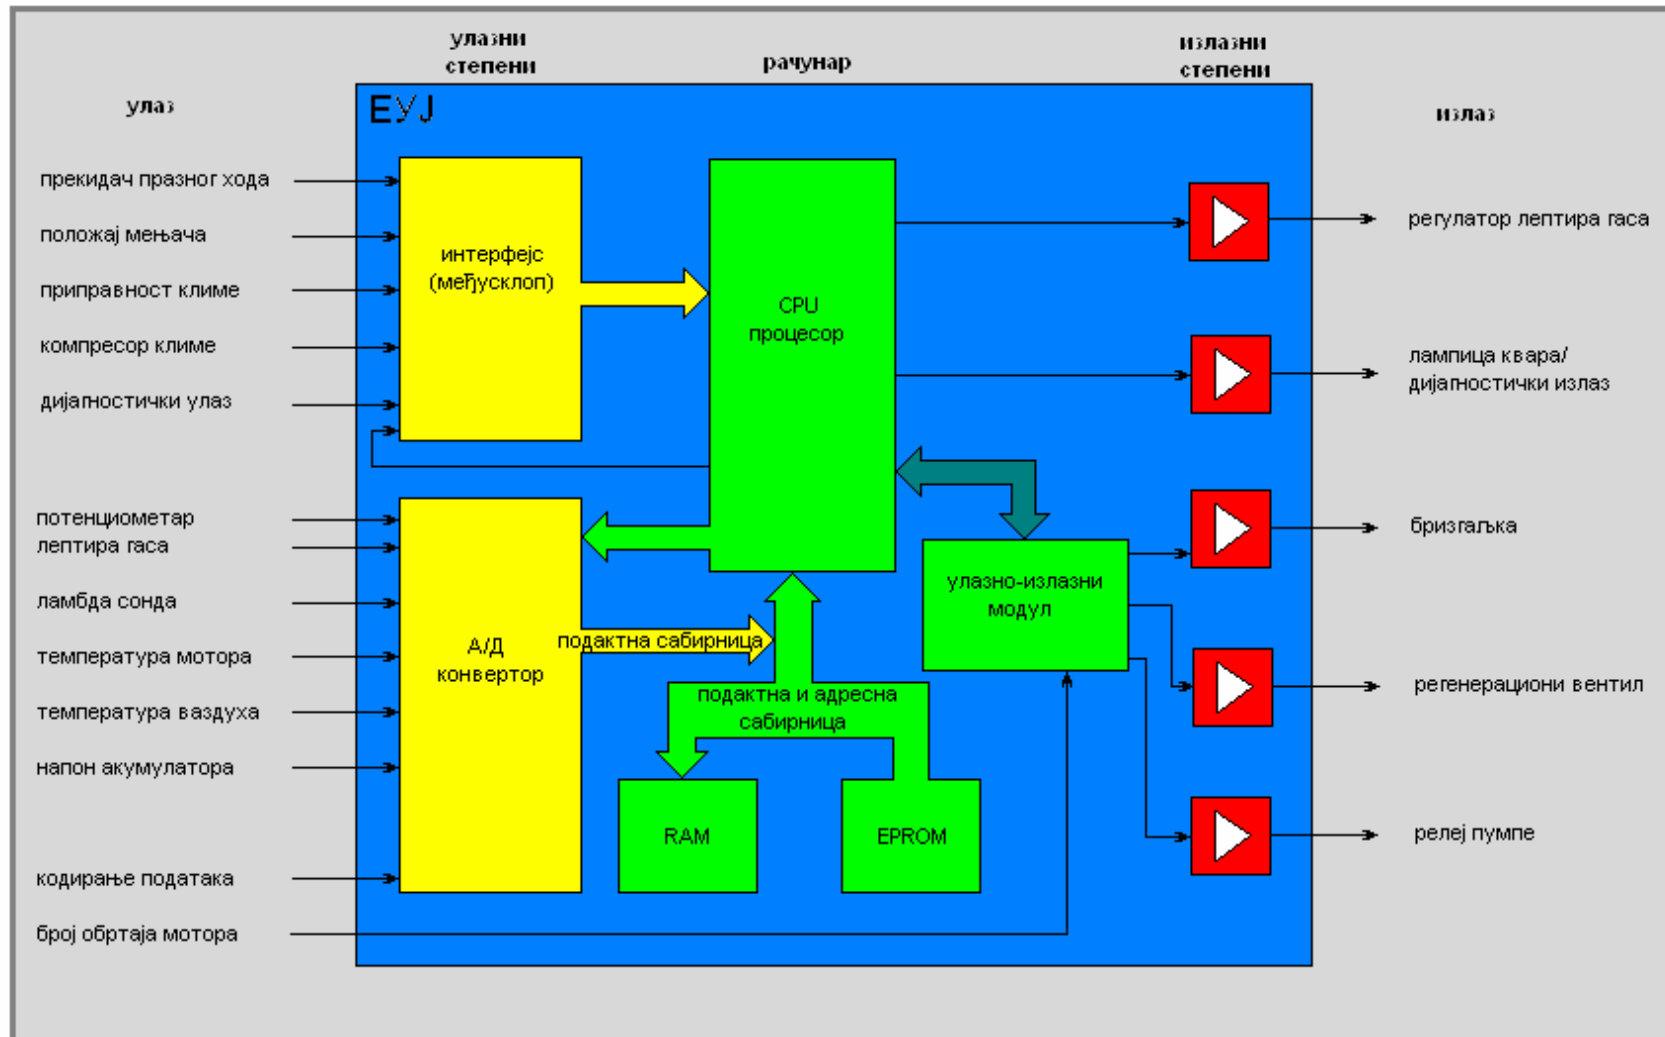 улазни
степени
рачунар
излазни
степени
улаз
ЕУЈ
излаз
прекидач празног хода
положај мењача
приправност климе
компресор климе
дијагностички улаз
интерфејс
(међусклоп)
CPU
процесор
регулатор лептира гаса
лампица квара/
дијагностички излаз
потенциометар
лептира гаса
ламбда сонда
температура мотора
температура ваздуха
напон акумулатора
кодирање података
број обртаја мотора
А/Д
конвертор
подактна сабирница
подактна и адресна
сабирница
RAM
EPROM
улазно-излазни
модул
бризгаљка
регенерациони вентил
релеј пумпе